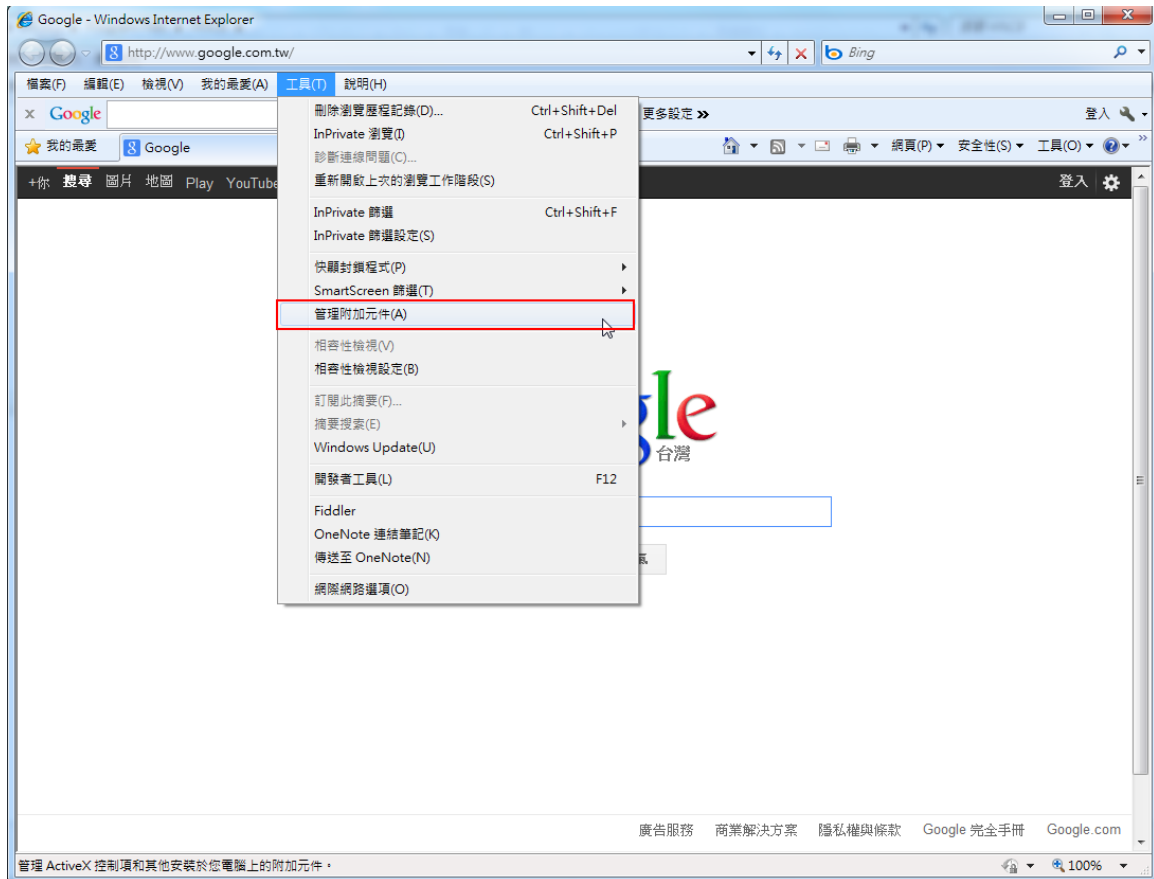 Google - Windows Internet Explorer
http://www.google.com.tw/
Bing
檔案(F) 編輯(E) 檢視(V) 我的最愛(A) 工具(T) 說明(H)
x Google 更多設定 » 登入
我的最愛 Google 網頁(P) 安全性(S) 工具(O)
+你 搜尋 圖片 地圖 Play YouTube 登入
刪除瀏覽歷程記錄(D)... Ctrl+Shift+Del
InPrivate 瀏覽(I) Ctrl+Shift+P
診斷連線問題(C)...
重新開啟上次的瀏覽工作階段(S)
InPrivate 篩選 Ctrl+Shift+F
InPrivate 篩選設定(S)
快顯封鎖程式(P)
SmartScreen 篩選(T)
管理附加元件(A)
相容性檢視(V)
相容性檢視設定(B)
訂閱此摘要(F)...
摘要搜索(E)
Windows Update(U)
開發者工具(L) F12
Fiddler
OneNote 連結筆記(K)
傳送至 OneNote(N)
網際網路選項(O)
gle
台灣
廣告服務 商業解決方案 隱私權與條款 Google 完全手冊 Google.com
管理 ActiveX 控制項和其他安裝於您電腦上的附加元件。
100%